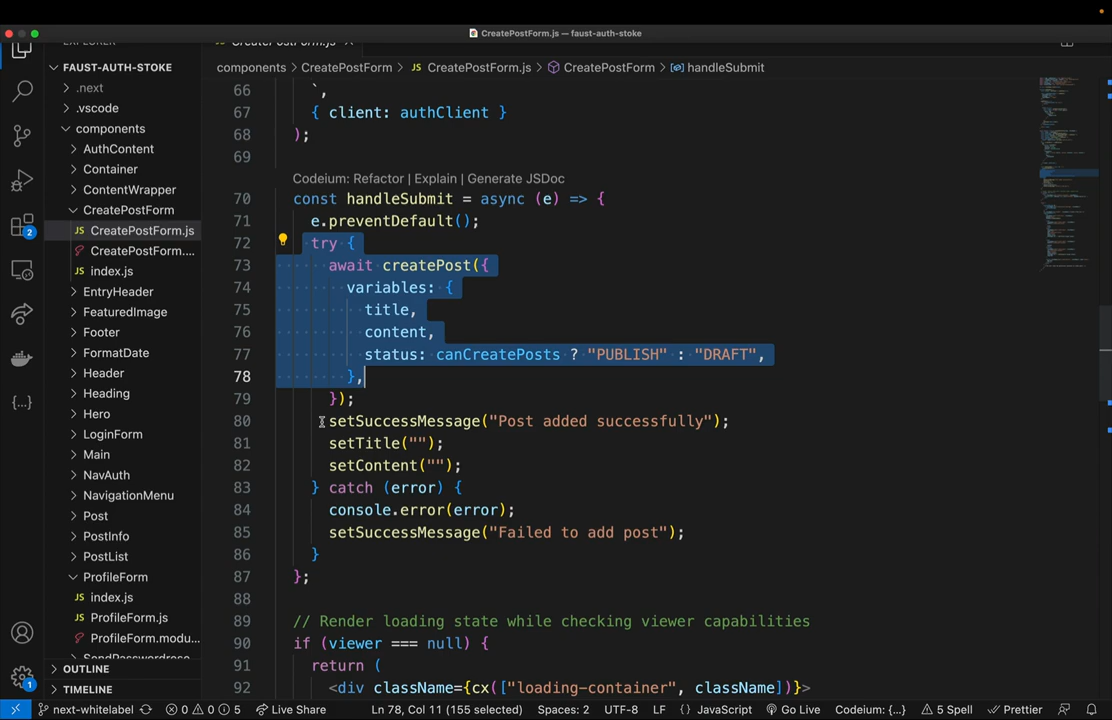 CreatePostForm.js — faust-auth-stoke
EXPLORER
CreatePostForm.js
FAUST-AUTH-STOKE
.next
.vscode
components
AuthContent
Container
ContentWrapper
CreatePostForm
CreatePostForm.js
CreatePostForm....
index.js
EntryHeader
FeaturedImage
Footer
FormatDate
Header
Heading
Hero
LoginForm
Main
NavAuth
NavigationMenu
Post
PostInfo
PostList
ProfileForm
index.js
ProfileForm.js
ProfileForm.modu...
SendPasswordrese...
OUTLINE
TIMELINE
2
1
components > CreatePostForm > CreatePostForm.js > CreatePostForm > handleSubmit
66 `,
67 { client: authClient }
68 );
69
Codeium: Refactor | Explain | Generate JSDoc
70 const handleSubmit = async (e) => {
71 e.preventDefault();
72 try {
73 await createPost({
74 variables: {
75 title,
76 content,
77 status: canCreatePosts ? "PUBLISH" : "DRAFT",
78 },
79 });
80 setSuccessMessage("Post added successfully");
81 setTitle("");
82 setContent("");
83 } catch (error) {
84 console.error(error);
85 setSuccessMessage("Failed to add post");
86 }
87 };
88
89 // Render loading state while checking viewer capabilities
90 if (viewer === null) {
91 return (
92 <div className={cx(["loading-container", className])}>
next-whitelabel 0 0 5 Live Share Ln 78, Col 11 (155 selected) Spaces: 2 UTF-8 LF {} JavaScript Go Live Codeium: {...} 5 Spell Prettier